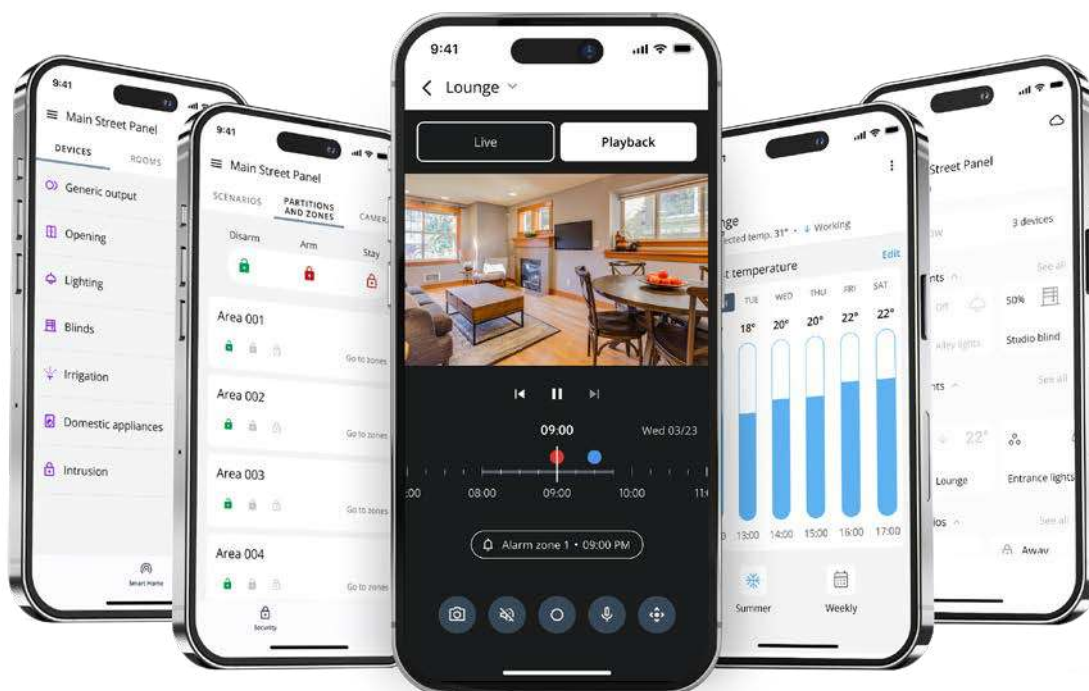 9:41
Main Street Panel
DEVICES
ROOMS
Generic output
Opening
Lighting
Blinds
Irrigation
Domestic appliances
Intrusion
Smart Home
9:41
Main Street Panel
SCENARIOS
PARTITIONS
AND ZONES
Disarm
Arm
Stay
Area 001
Go to zones
Area 002
Go to zones
Area 003
Go to zones
Area 004
Go to zones
Security
9:41
Lounge
Live
Playback
09:00
Wed 03/23
08:00
09:00
10:00
Alarm zone 1 • 09:00 PM
temp. 31° • Working
temperature
Edit
TUE
WED
THU
FRI
SAT
18°
20°
20°
22°
22°
13:00
14:00
15:00
16:00
17:00
Summer
Weekly
Street Panel
3 devices
See all
Off
50%
Alley lights
Studio blind
See all
22°
Lounge
Entrance lights
See all
Away